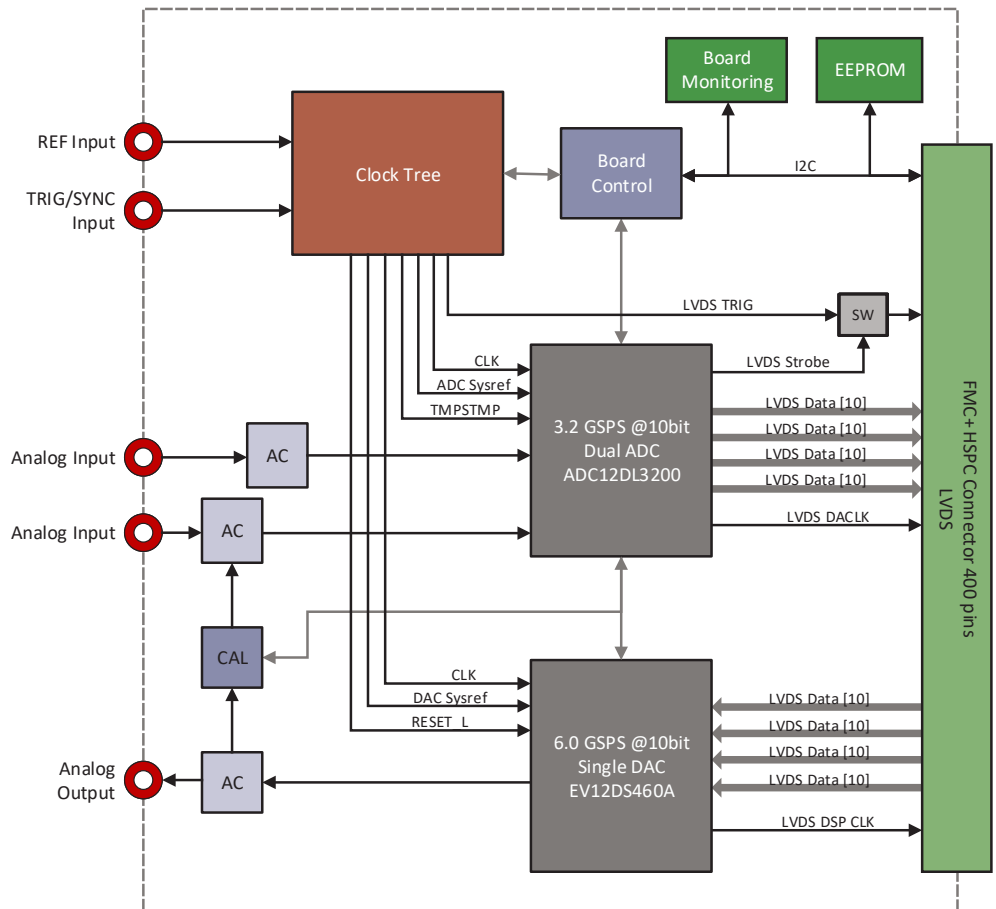 Board
Monitoring
EEPROM
REF Input
Clock Tree
Board
Control
I2C
TRIG/SYNC
Input
LVDS TRIG
SW
CLK
LVDS Strobe
ADC Sysref
TMPSTMP
LVDS Data [10]
LVDS Data [10]
LVDS Data [10]
LVDS Data [10]
3.2 GSPS @10bit
Dual ADC
ADC12DL3200
Analog Input
AC
LVDS DACLK
Analog Input
AC
FMC+ HSPC Connector 400 pins
LVDS
CAL
CLK
DAC Sysref
RESET_L
LVDS Data [10]
LVDS Data [10]
LVDS Data [10]
LVDS Data [10]
6.0 GSPS @10bit
Single DAC
EV12DS460A
Analog
Output
AC
LVDS DSP CLK